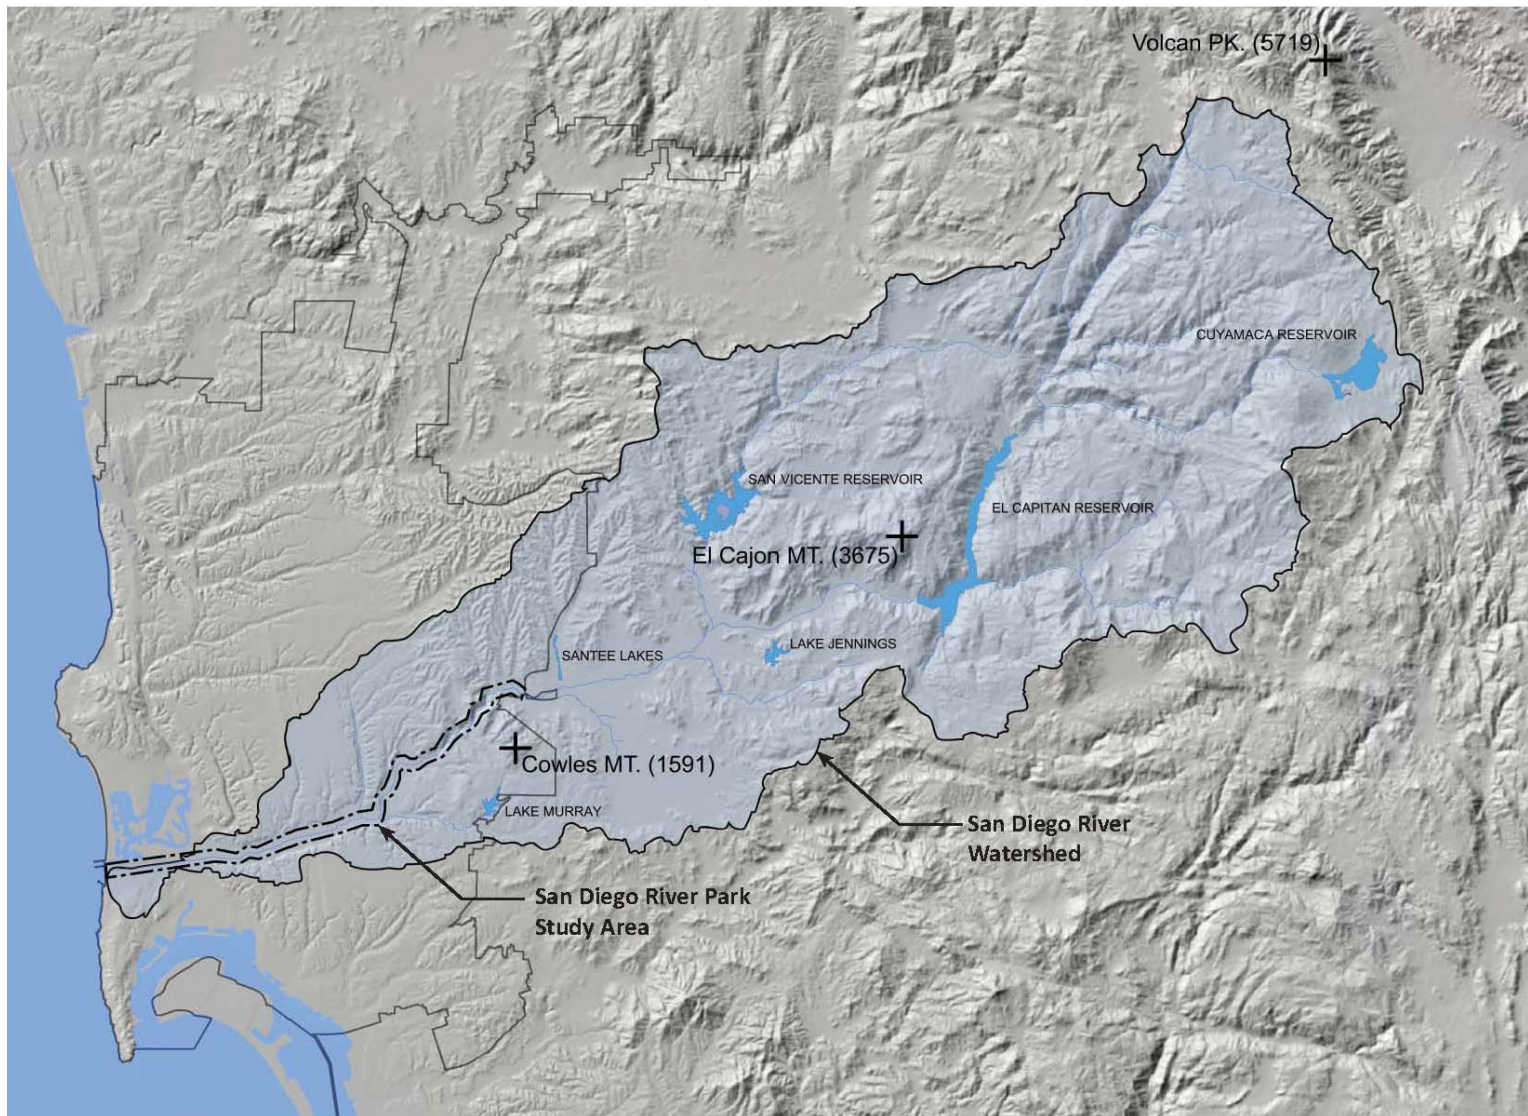 Volcan PK. (5719)
CUYAMACA RESERVOIR
SAN VICENTE RESERVOIR
EL CAPITAN RESERVOIR
El Cajon MT. (3675)
LAKE JENNINGS
SANTEE LAKES
Cowles MT. (1591)
LAKE MURRAY
San Diego River
Watershed
San Diego River Park
Study Area